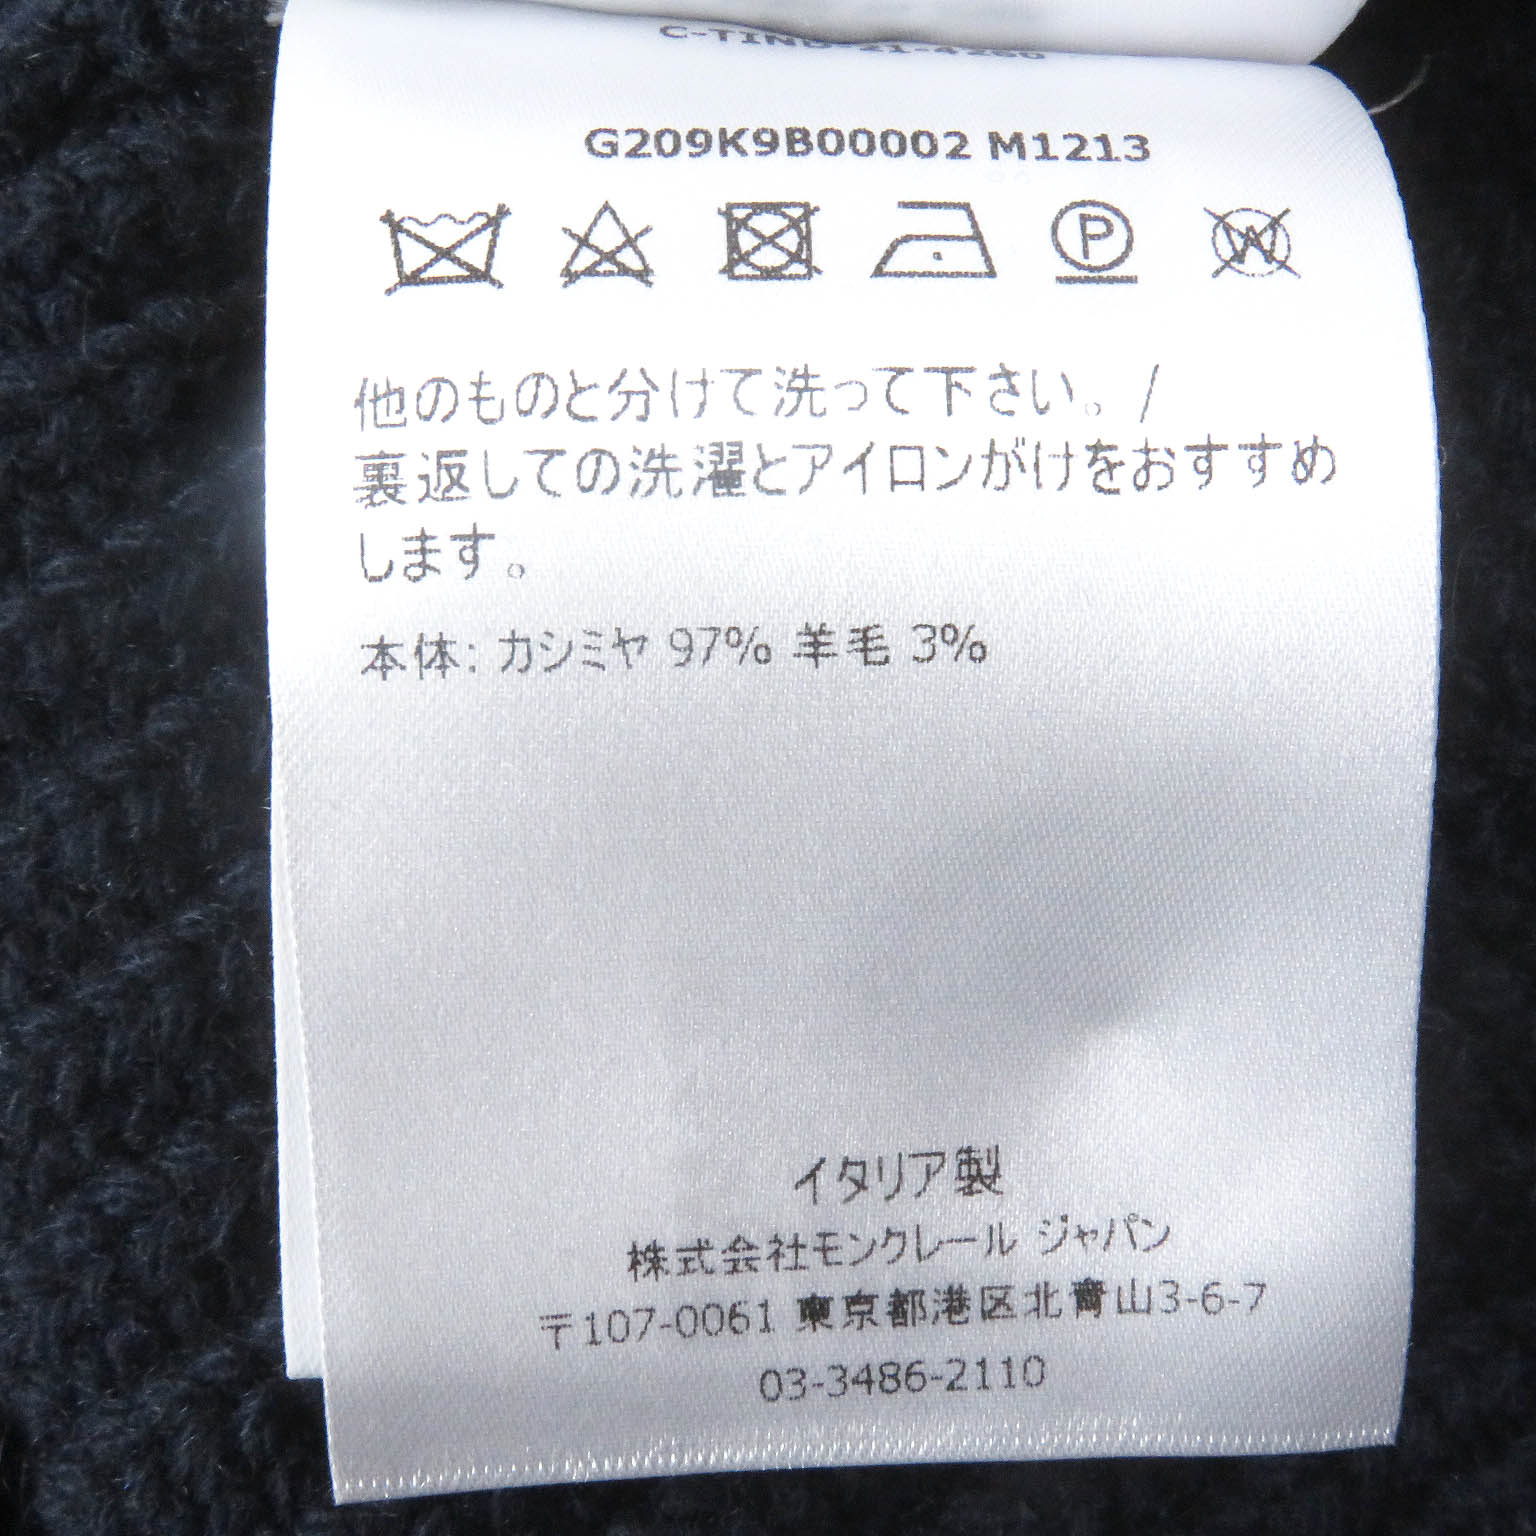 G209K9B00002 M1213
P
W
他のものと分けて洗って下さい。/
裏返しての洗濯とアイロンがけをおすすめ
します。
本体: カシミヤ 97% 羊毛 3%
イタリア製
株式会社モンクレール ジャパン
〒107-0061 東京都港区北青山3-6-7
03-3486-2110